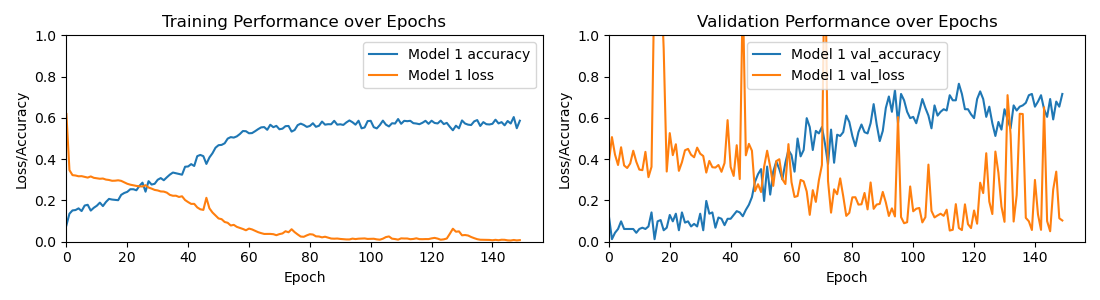 Training Performance over Epochs
1.0
0.8
0.6
0.4
0.2
0.0
Loss/Accuracy
Model 1 accuracy
Model 1 loss
0 20 40 60 80 100 120 140
Epoch
Validation Performance over Epochs
1.0
0.8
0.6
0.4
0.2
0.0
Loss/Accuracy
Model 1 val_accuracy
Model 1 val_loss
0 20 40 60 80 100 120 140
Epoch